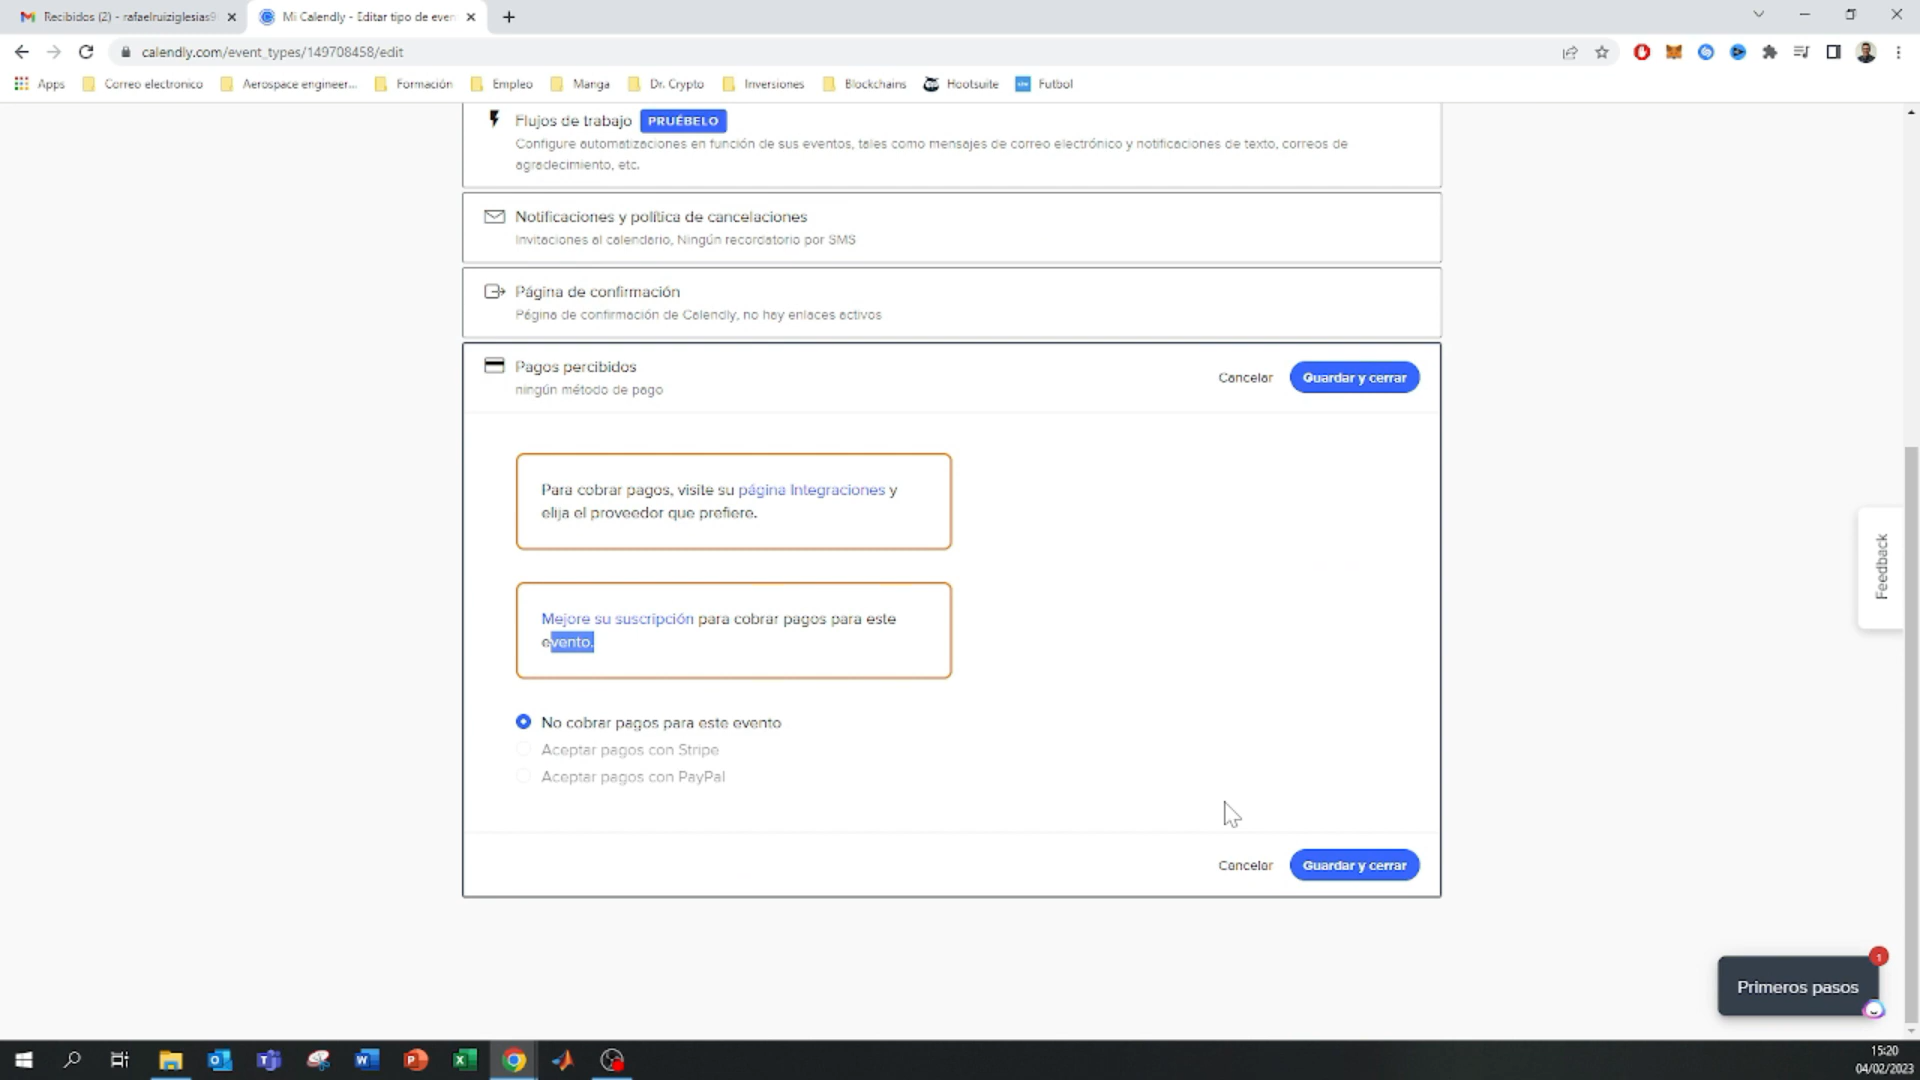 Recibidos (2) - rafaelruiziglesias9
Mi Calendly - Editar tipo de even
calendly.com/event_types/149708458/edit
Apps
Correo electronico
Aerospace engineer...
Formación
Empleo
Manga
Dr. Crypto
Inversiones
Blockchains
Hootsuite
Futbol
Flujos de trabajo PRUÉBELO
Configure automatizaciones en función de sus eventos, tales como mensajes de correo electrónico y notificaciones de texto, correos de
agradecimiento, etc.
Notificaciones y política de cancelaciones
Invitaciones al calendario, Ningún recordatorio por SMS
Página de confirmación
Página de confirmación de Calendly, no hay enlaces activos
Pagos percibidos
ningún método de pago
Cancelar
Guardar y cerrar
Para cobrar pagos, visite su página Integraciones y
elija el proveedor que prefiere.
Mejore su suscripción para cobrar pagos para este
evento.
No cobrar pagos para este evento
Aceptar pagos con Stripe
Aceptar pagos con PayPal
Cancelar
Guardar y cerrar
Feedback
1
Primeros pasos
15:20
04/02/2023